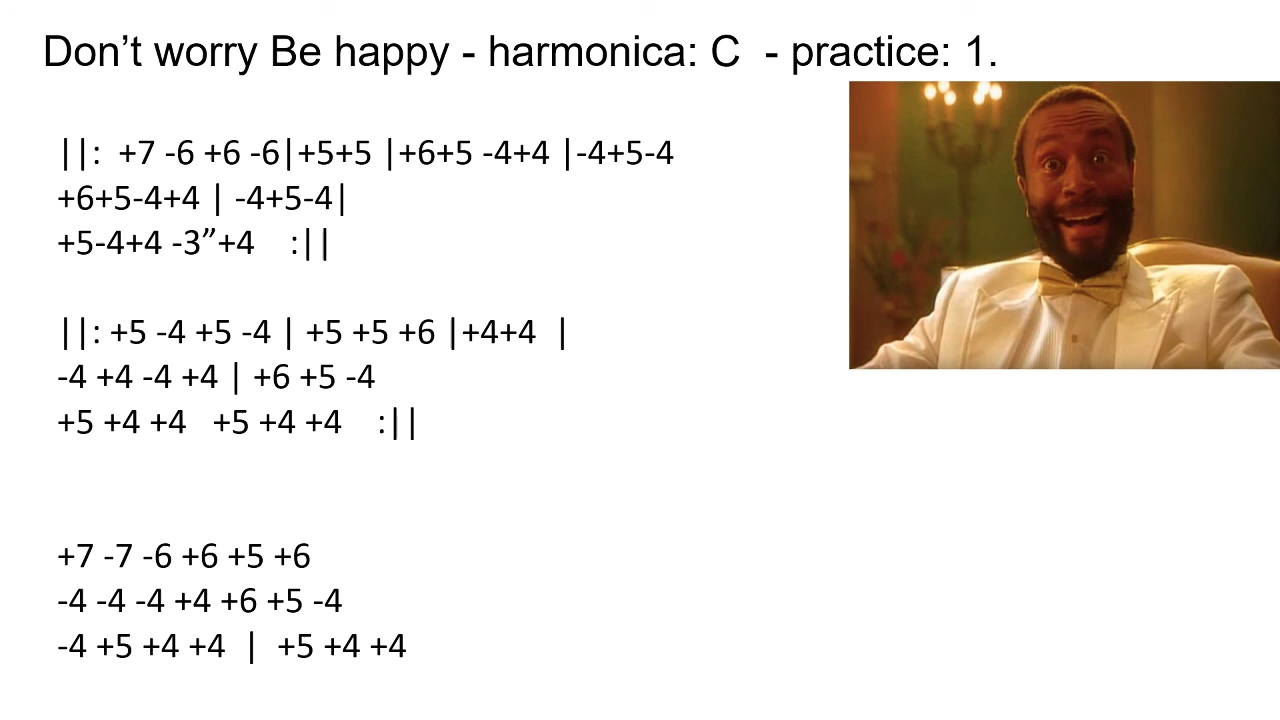 Don’t worry Be happy - harmonica: C  - practice: 1.
||:  +7 -6 +6 -6|+5+5 |+6+5 -4+4 |-4+5-4
+6+5-4+4 | -4+5-4|
+5-4+4 -3”+4    :||
||: +5 -4 +5 -4 | +5 +5 +6 |+4+4  |
-4 +4 -4 +4 | +6 +5 -4
+5 +4 +4   +5 +4 +4    :||
+7 -7 -6 +6 +5 +6
-4 -4 -4 +4 +6 +5 -4
-4 +5 +4 +4  |  +5 +4 +4